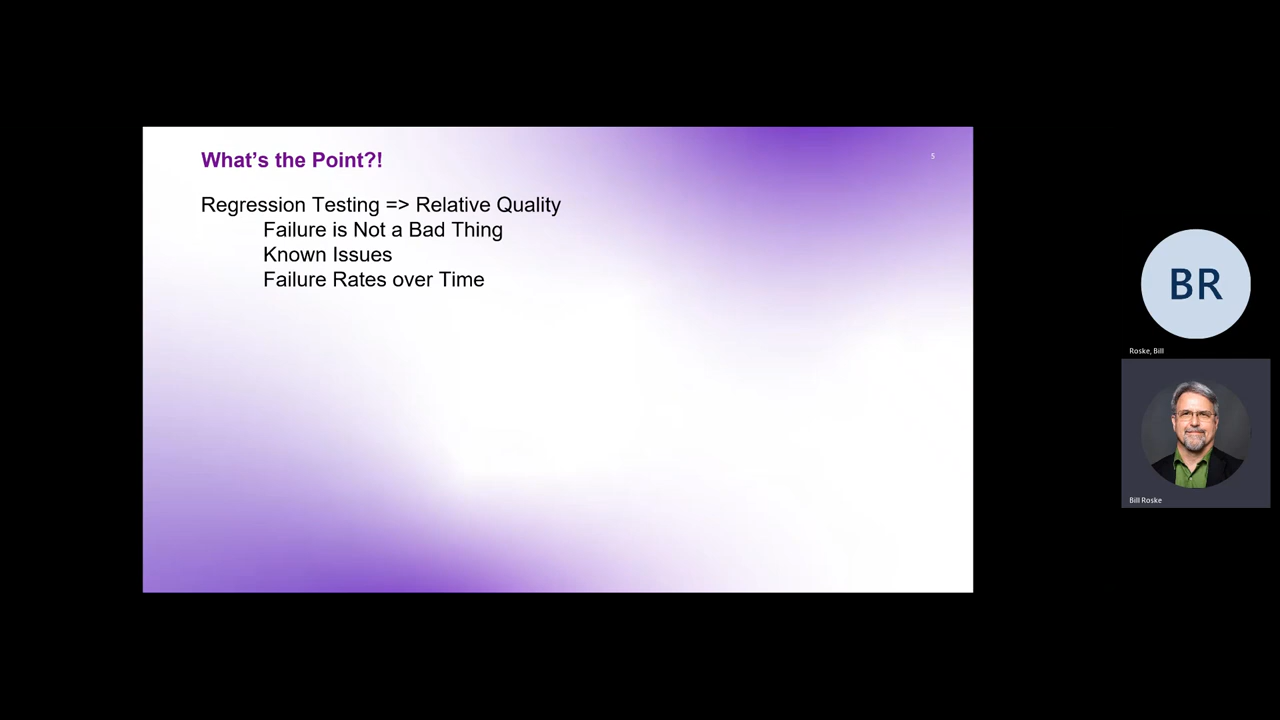 What's the Point?!
5
Regression Testing => Relative Quality
Failure is Not a Bad Thing
Known Issues
Failure Rates over Time
BR
Roske, Bill
Bill Roske